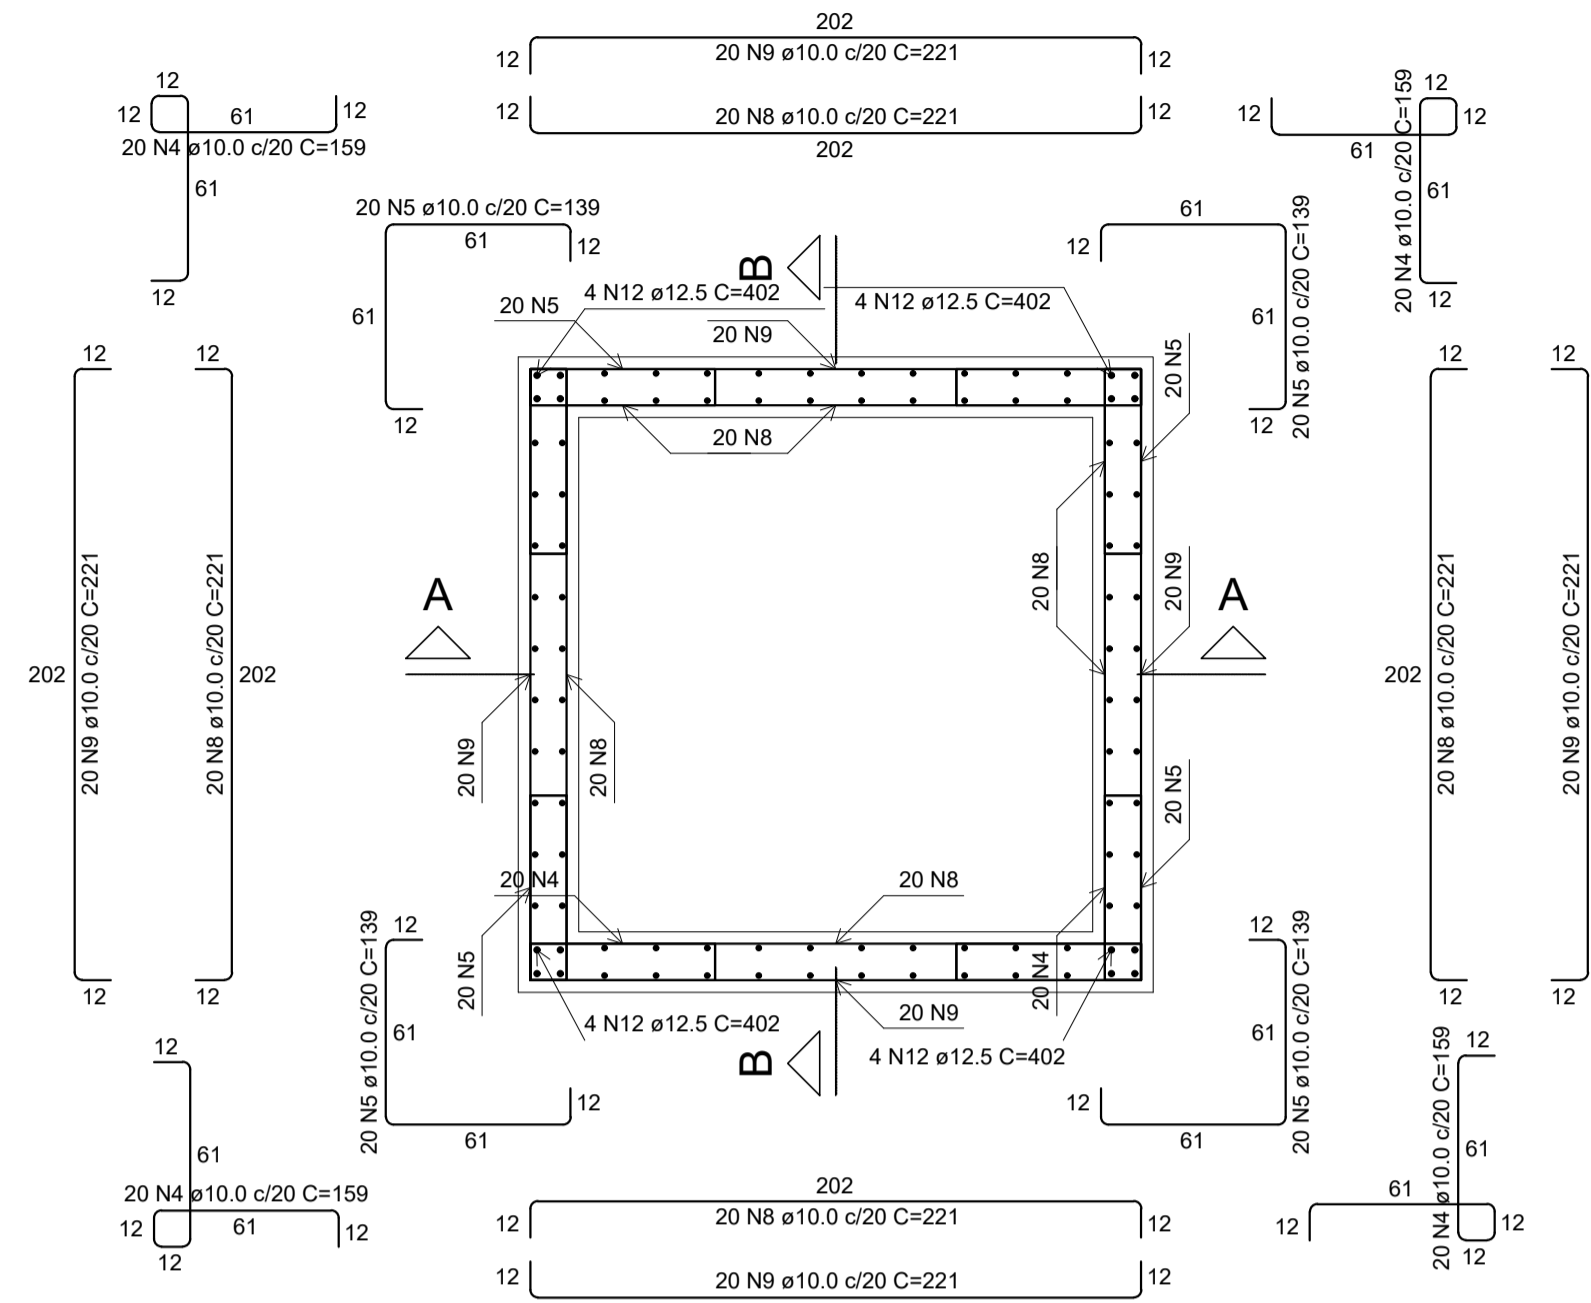 202
12 20 N9 ø10.0 c/20 C=221 12
12 20 N8 ø10.0 c/20 C=221 12
202
12
12 61 12
20 N4 ø10.0 c/20 C=159
61
12
12
12 12
61
20 N4 ø10.0 c/20 C=159
61
12
20 N5 ø10.0 c/20 C=139
61 12
61
12
61
12
20 N5 ø10.0 c/20 C=139
61
12
B
4 N12 ø12.5 C=402
4 N12 ø12.5 C=402
20 N5
20 N9
20 N5
20 N8
12 12
20 N9 ø10.0 c/20 C=221
20 N8 ø10.0 c/20 C=221
202 202
12 12
A
20 N8
20 N9
A
12 12
202
20 N8 ø10.0 c/20 C=221
20 N9 ø10.0 c/20 C=221
12 12
20 N9
20 N8
20 N5
20 N4
20 N8
20 N5
20 N4
20 N9
4 N12 ø12.5 C=402
4 N12 ø12.5 C=402
B
12
20 N5 ø10.0 c/20 C=139
61
12
61
12
61
20 N5 ø10.0 c/20 C=139
12
61
12
61
20 N4 ø10.0 c/20 C=159
12 61 12
12
12
20 N4 ø10.0 c/20 C=159
61
61
12 12
12
202
12 20 N8 ø10.0 c/20 C=221 12
12 20 N9 ø10.0 c/20 C=221 12